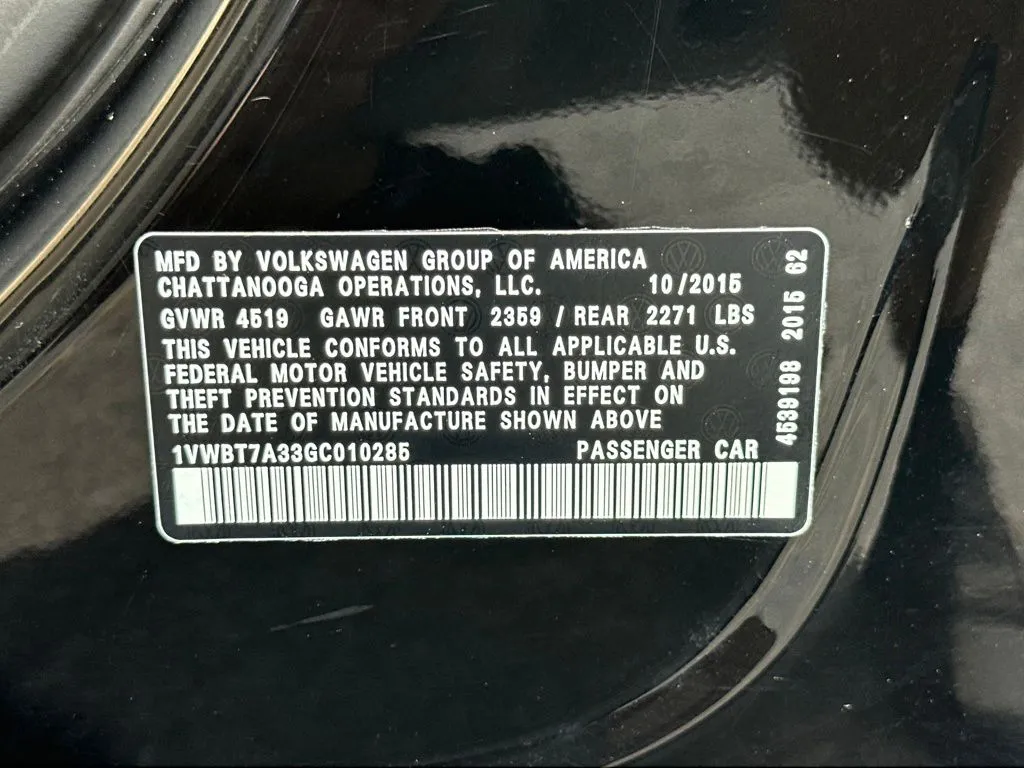 MFD BY VOLKSWAGEN GROUP OF AMERICA
CHATTANOOGA OPERATIONS, LLC. 10/2015
GVWR 4519 GAWR FRONT 2359 / REAR 2271 LBS
THIS VEHICLE CONFORMS TO ALL APPLICABLE U.S.
FEDERAL MOTOR VEHICLE SAFETY, BUMPER AND
THEFT PREVENTION STANDARDS IN EFFECT ON
THE DATE OF MANUFACTURE SHOWN ABOVE
1VWBT7A33GC010285 PASSENGER CAR
4539198 2015 62